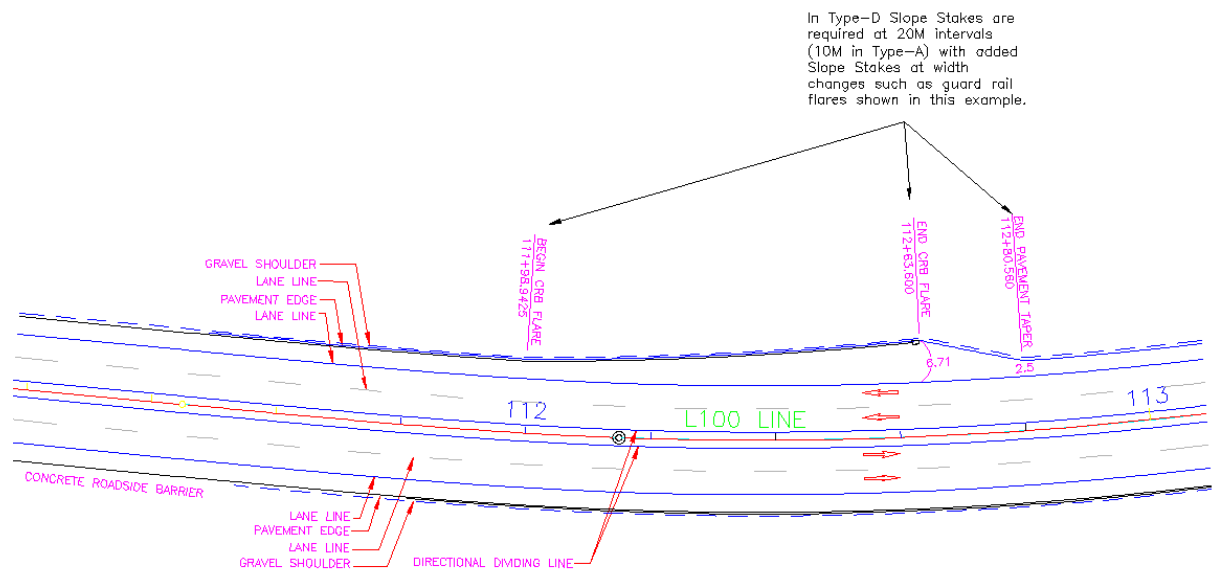 In Type-D Slope Stakes are
required at 20M intervals
(10M in Type-A) with added
Slope Stakes at width
changes such as guard rail
flares shown in this example.
BEGIN CRB FLARE
111+98.9425
END CRB FLARE
112+63.600
END PAVEMENT TAPER
112+80.560
GRAVEL SHOULDER
LANE LINE
PAVEMENT EDGE
LANE LINE
6.71
2.5
112
L100 LINE
113
CONCRETE ROADSIDE BARRIER
LANE LINE
PAVEMENT EDGE
LANE LINE
GRAVEL SHOULDER
DIRECTIONAL DIVIDING LINE